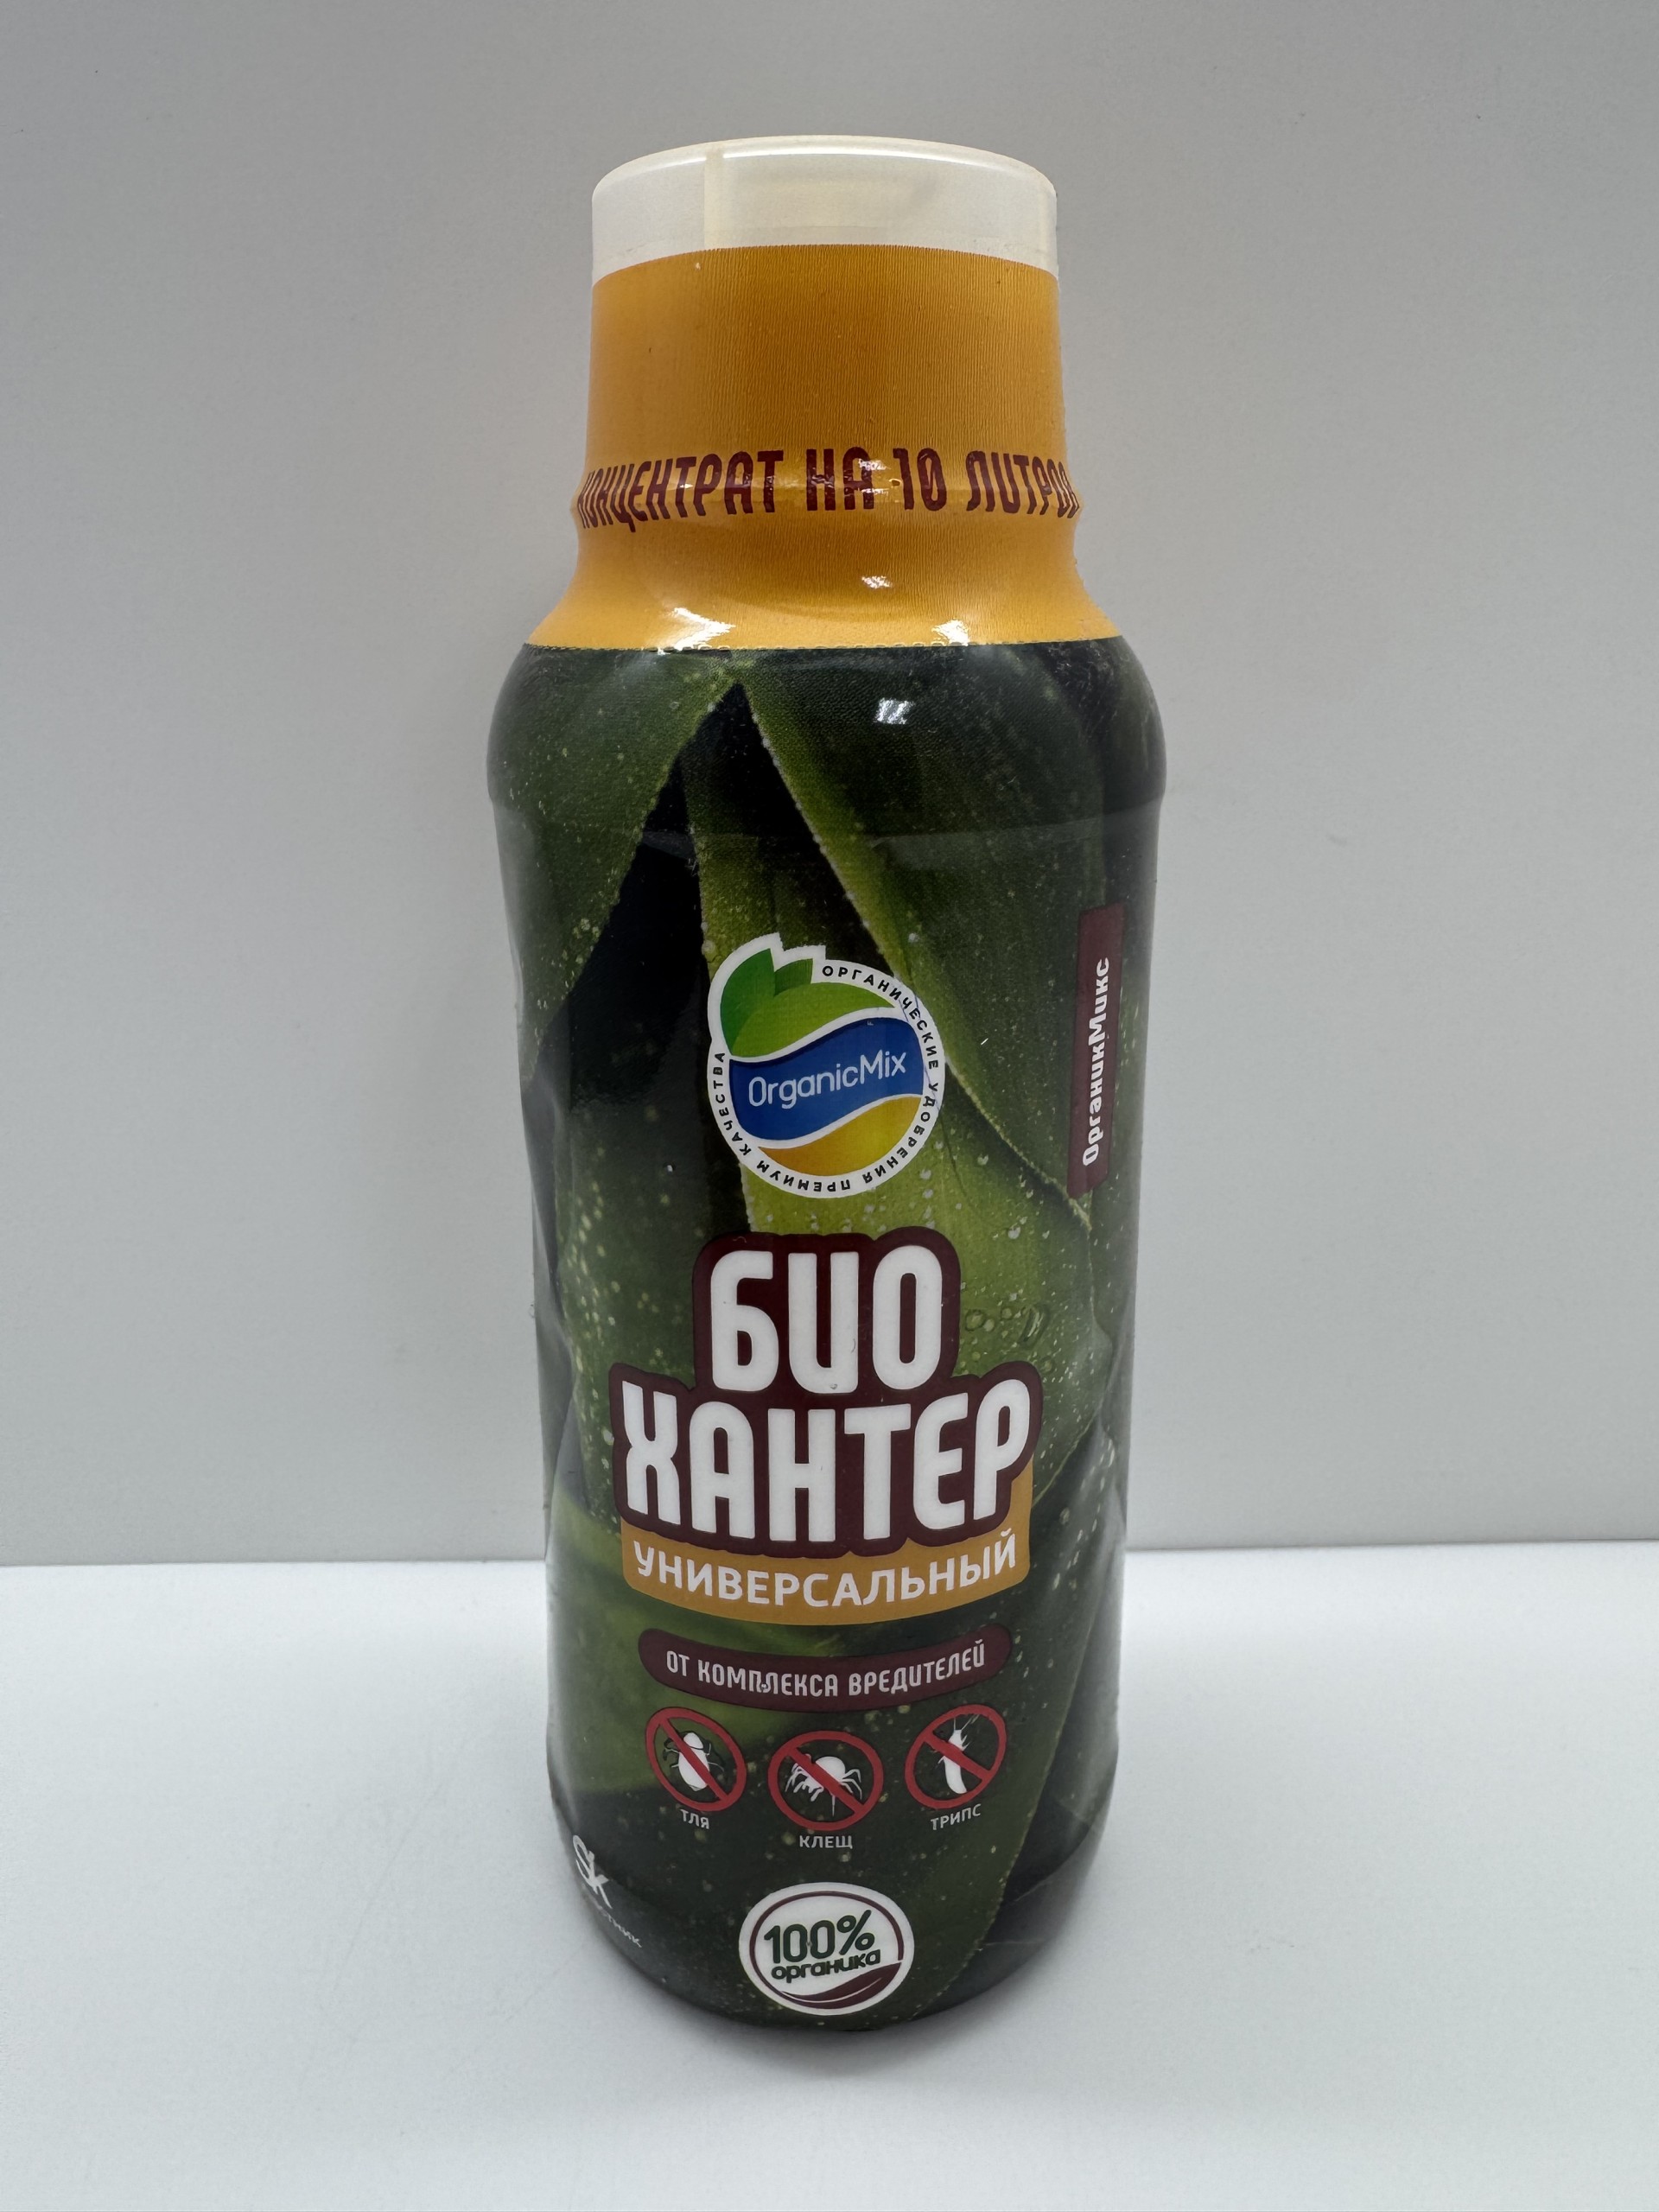 КОНЦЕНТРАТ НА 10 ЛИТРОВ
ОРГАНИЧЕСКИЕ УДОБРЕНИЯ ПРЕМИУМ КАЧЕСТВА
OrganicMix
ОрганикМикс
БИО
ХАНТЕР
УНИВЕРСАЛЬНЫЙ
ОТ КОМПЛЕКСА ВРЕДИТЕЛЕЙ
ТЛЯ
КЛЕЩ
ТРИПС
Sk
100%
органика